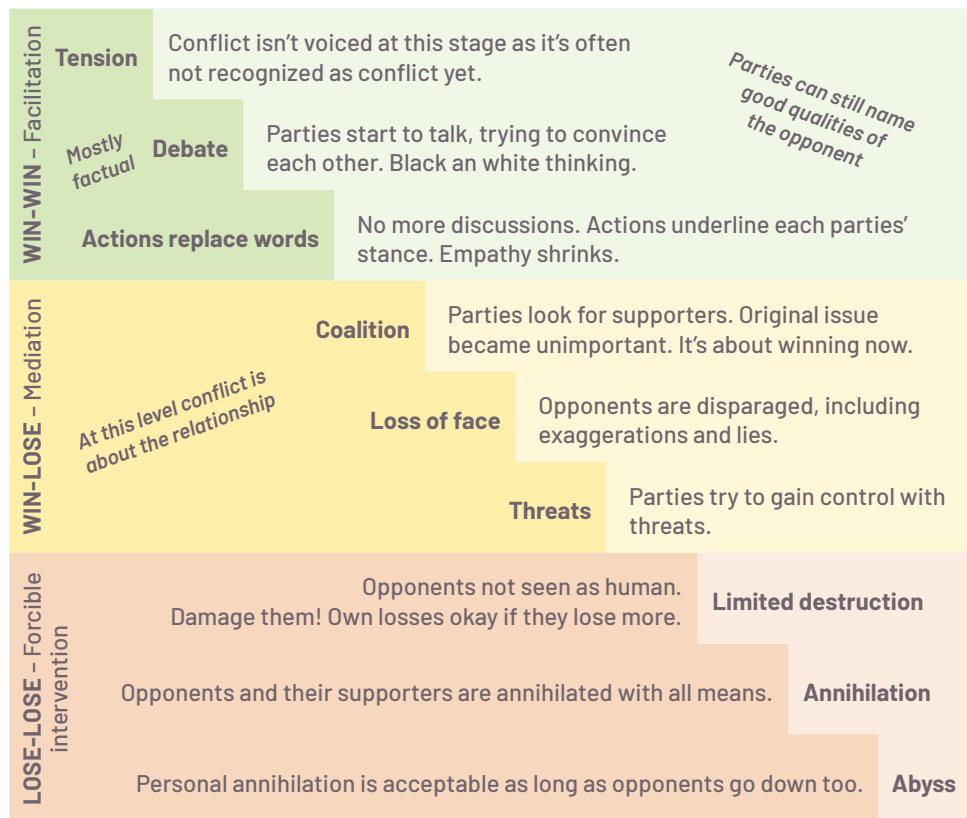 WIN-WIN – Facilitation
Tension
Conflict isn't voiced at this stage as it's often
not recognized as conflict yet.
Parties can still name
good qualities of
the opponent
Mostly
factual
Debate
Parties start to talk, trying to convince
each other. Black an white thinking.
Actions replace words
No more discussions. Actions underline each parties'
stance. Empathy shrinks.
WIN-LOSE – Mediation
Coalition
Parties look for supporters. Original issue
became unimportant. It's about winning now.
At this level conflict is
about the relationship
Loss of face
Opponents are disparaged, including
exaggerations and lies.
Threats
Parties try to gain control with
threats.
LOSE-LOSE – Forcible
intervention
Opponents not seen as human.
Damage them! Own losses okay if they lose more.
Limited destruction
Opponents and their supporters are annihilated with all means.
Annihilation
Personal annihilation is acceptable as long as opponents go down too.
Abyss